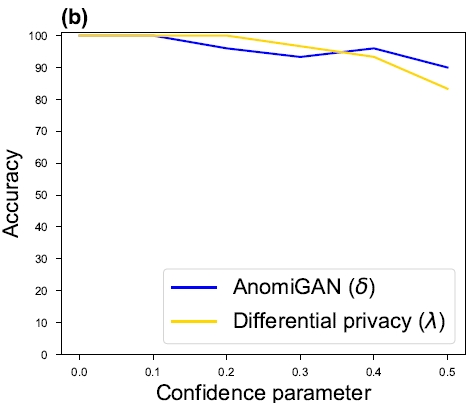 (b)
Accuracy
100
90
80
70
60
50
40
30
20
10
0
AnomiGAN (δ)
Differential privacy (λ)
0.0 0.1 0.2 0.3 0.4 0.5
Confidence parameter